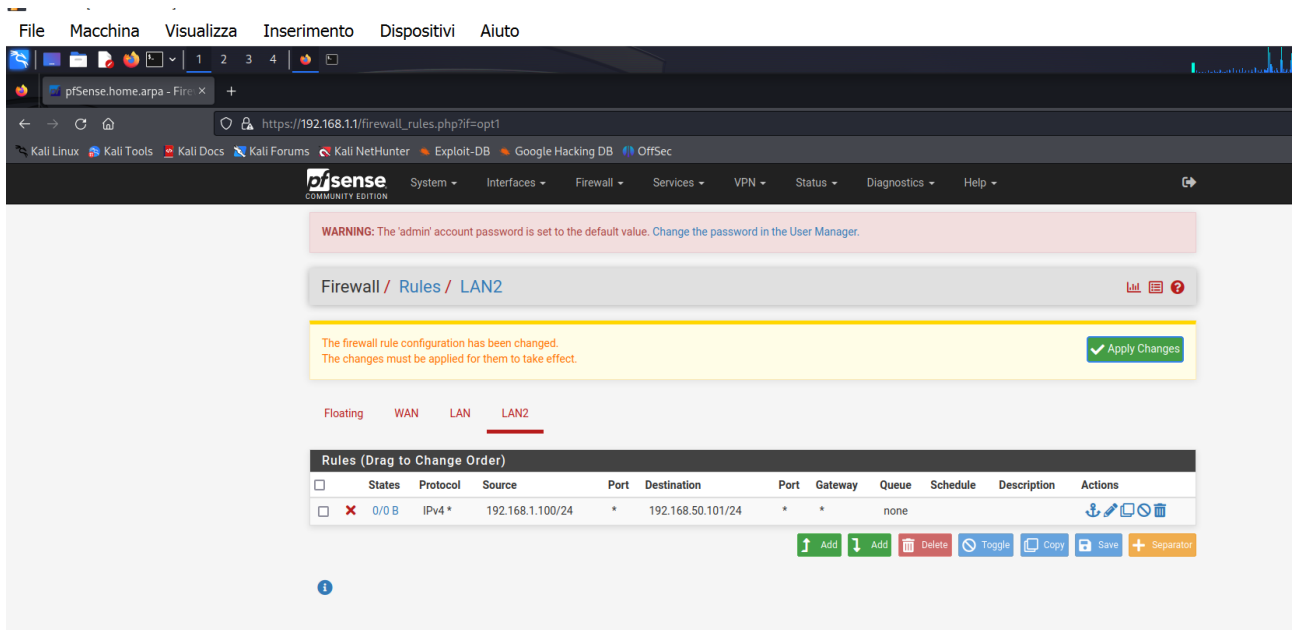 File Macchina Visualizza Inserimento Dispositivi Aiuto
1 2 3 4
pfSense.home.arpa - Fire
https://192.168.1.1/firewall_rules.php?if=opt1
Kali Linux Kali Tools Kali Docs Kali Forums Kali NetHunter Exploit-DB Google Hacking DB OffSec
pfsense System Interfaces Firewall Services VPN Status Diagnostics Help
COMMUNITY EDITION
WARNING: The 'admin' account password is set to the default value. Change the password in the User Manager.
Firewall / Rules / LAN2
The firewall rule configuration has been changed.
The changes must be applied for them to take effect.
Apply Changes
Floating WAN LAN LAN2
Rules (Drag to Change Order)
States Protocol Source Port Destination Port Gateway Queue Schedule Description Actions
0/0 B IPv4 * 192.168.1.100/24 * 192.168.50.101/24 * * none
Add Add Delete Toggle Copy Save Separator